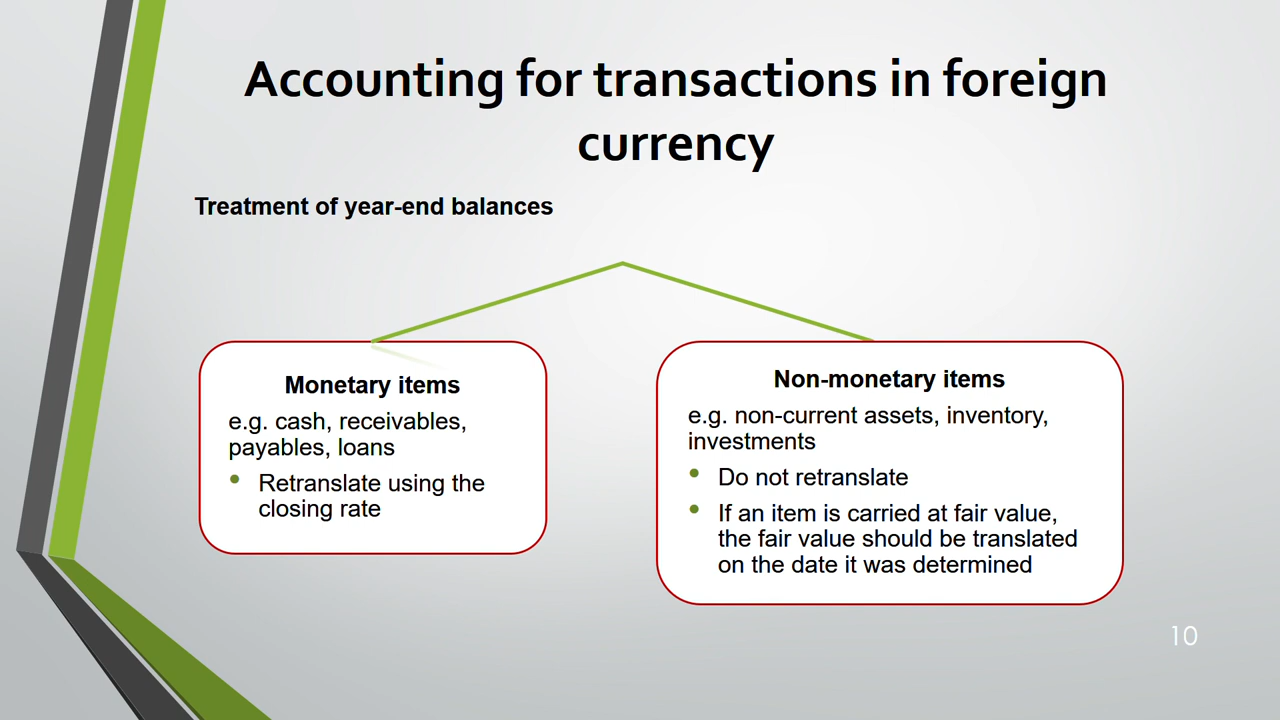 Accounting for transactions in foreign
currency
Treatment of year-end balances
Monetary items
e.g. cash, receivables,
payables, loans
• Retranslate using the
closing rate
Non-monetary items
e.g. non-current assets, inventory,
investments
• Do not retranslate
• If an item is carried at fair value,
the fair value should be translated
on the date it was determined
10